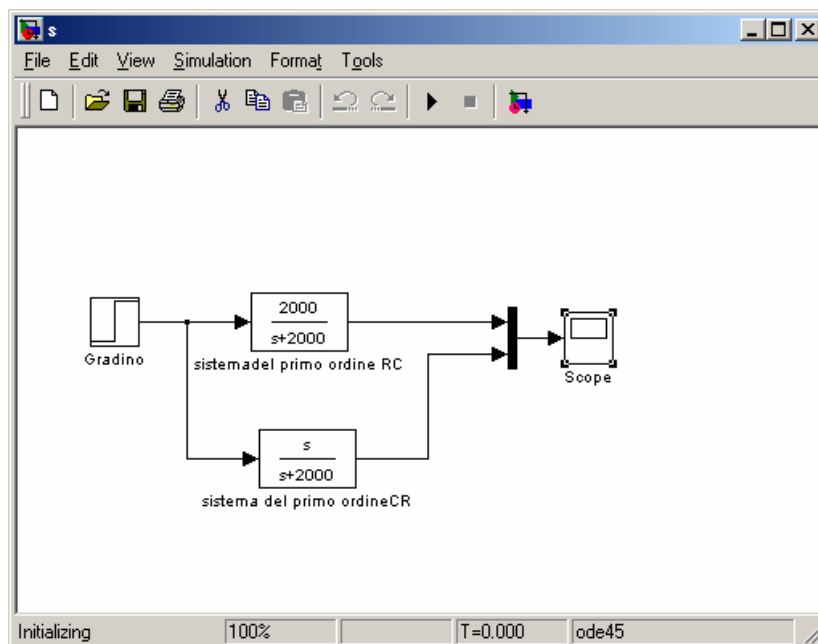 s
File Edit View Simulation Format Tools
2000
s+2000
Gradino
sistemadel primo ordine RC
Scope
s
s+2000
sistema del primo ordineCR
Initializing 100% T=0.000 ode45